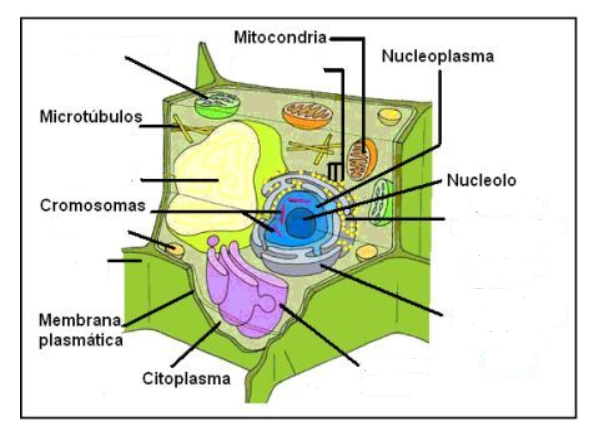 Mitocondria
Nucleoplasma
Microtúbulos
Nucleolo
Cromosomas
Membrana
plasmática
Citoplasma